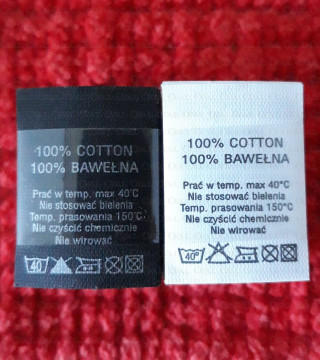 100% COTTON
100% BAWEŁNA
Prać w temp. max 40°C
Nie stosować bielenia
Temp. prasowania 150°C
Nie czyścić chemicznie
Nie wirować
40
100% COTTON
100% BAWEŁNA
Prać w temp. max 40°C
Nie stosować bielenia
Temp. prasowania 150°C
Nie czyścić chemicznie
Nie wirować
40°